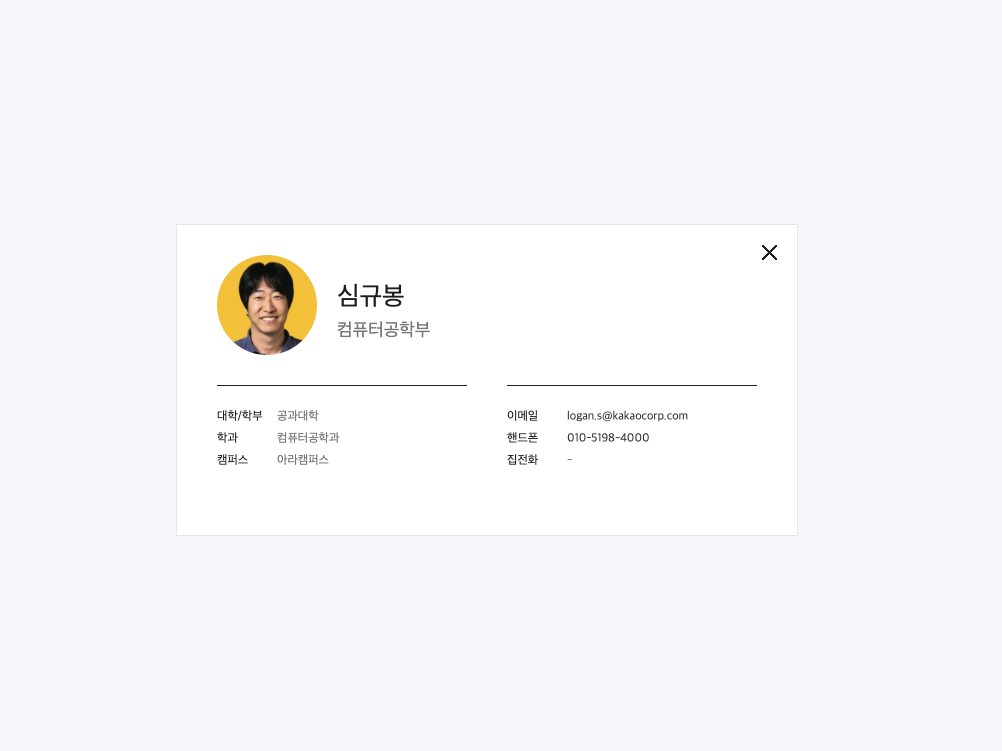 심규봉
컴퓨터공학부
대학/학부 공과대학
학과 컴퓨터공학과
캠퍼스 아라캠퍼스
이메일 logan.s@kakaocorp.com
핸드폰 010-5198-4000
집전화 -